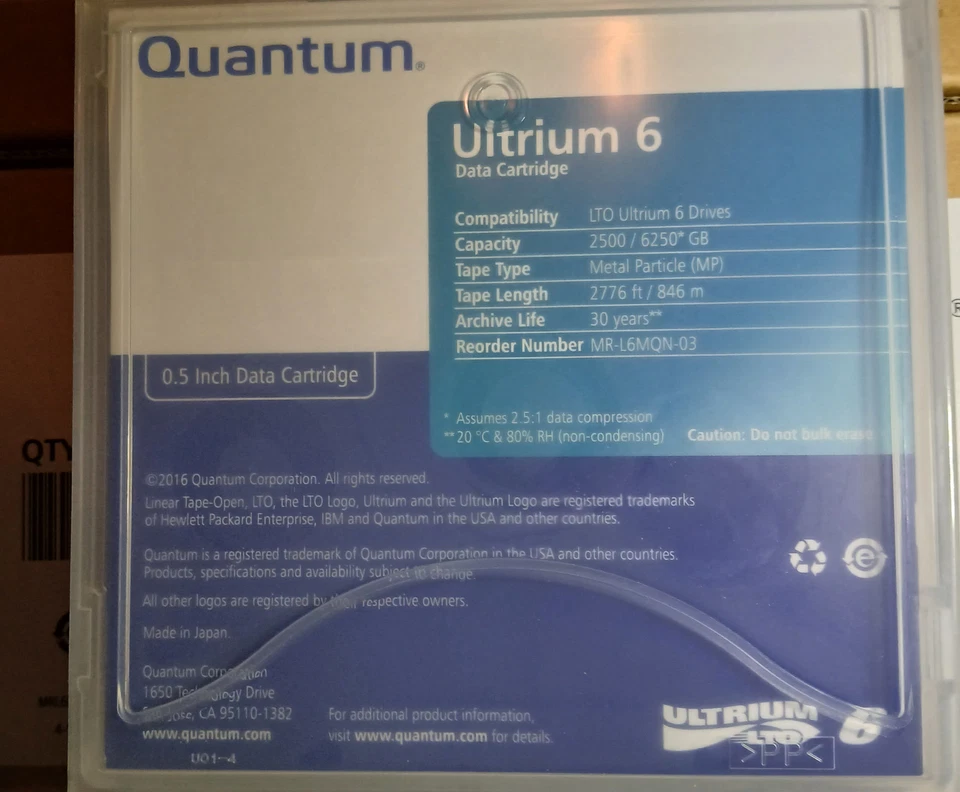 Quantum®
Ultrium 6
Data Cartridge
Compatibility LTO Ultrium 6 Drives
Capacity 2500 / 6250* GB
Tape Type Metal Particle (MP)
Tape Length 2776 ft / 846 m
Archive Life 30 years**
Reorder Number MR-L6MQN-03
0.5 Inch Data Cartridge
* Assumes 2.5:1 data compression
** 20 °C & 80% RH (non-condensing) Caution: Do not bulk erase
©2016 Quantum Corporation. All rights reserved.
Linear Tape-Open, LTO, the LTO Logo, Ultrium and the Ultrium Logo are registered trademarks
of Hewlett Packard Enterprise, IBM and Quantum in the USA and other countries.
Quantum is a registered trademark of Quantum Corporation in the USA and other countries.
Products, specifications and availability subject to change.
All other logos are registered by their respective owners.
Made in Japan.
Quantum Corporation
1650 Technology Drive
San Jose, CA 95110-1382
www.quantum.com
For additional product information,
visit www.quantum.com for details.
U01-4
ULTRIUM 6
LTO
>PP<
QTY
®
e